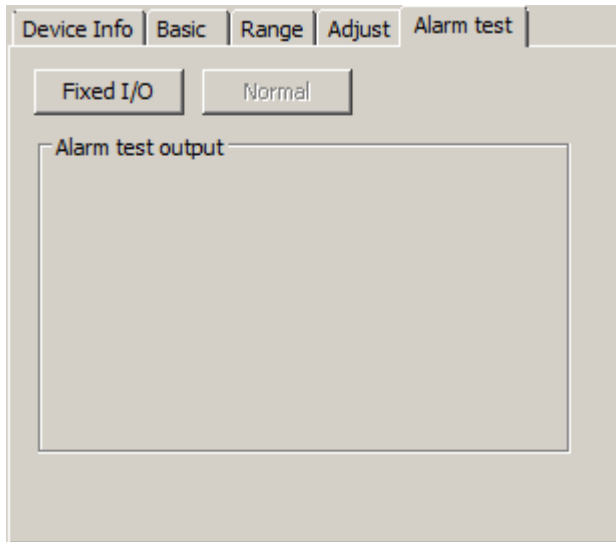 Device Info Basic Range Adjust Alarm test
Fixed I/O Normal
Alarm test output